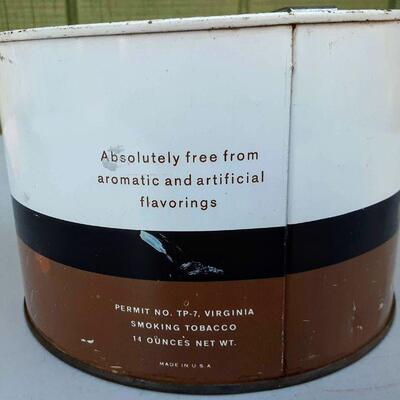 Absolutely free from
aromatic and artificial
flavorings
PERMIT NO. TP-7, VIRGINIA
SMOKING TOBACCO
14 OUNCES NET WT.
MADE IN U.S.A